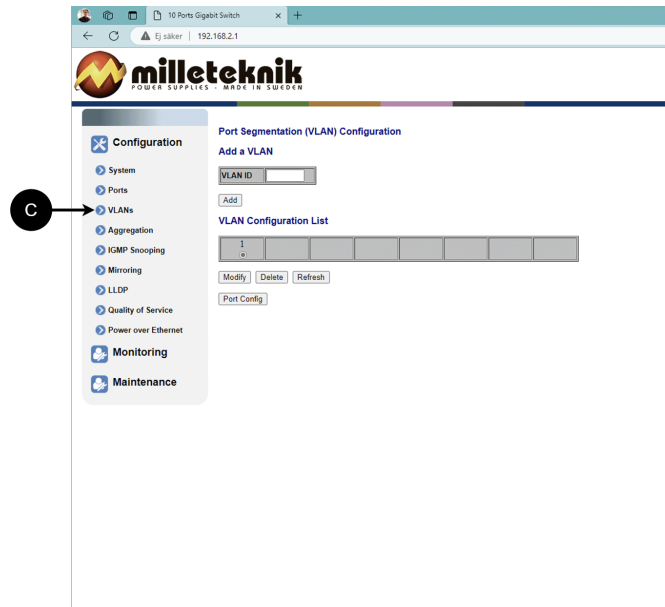 10 Ports Gigabit Switch
Ej säker
192.168.2.1
milleteknik
POWER SUPPLIES - MADE IN SWEDEN
Configuration
System
Ports
C
VLANs
Aggregation
IGMP Snooping
Mirroring
LLDP
Quality of Service
Power over Ethernet
Monitoring
Maintenance
Port Segmentation (VLAN) Configuration
Add a VLAN
VLAN ID
Add
VLAN Configuration List
1
Modify Delete Refresh
Port Config